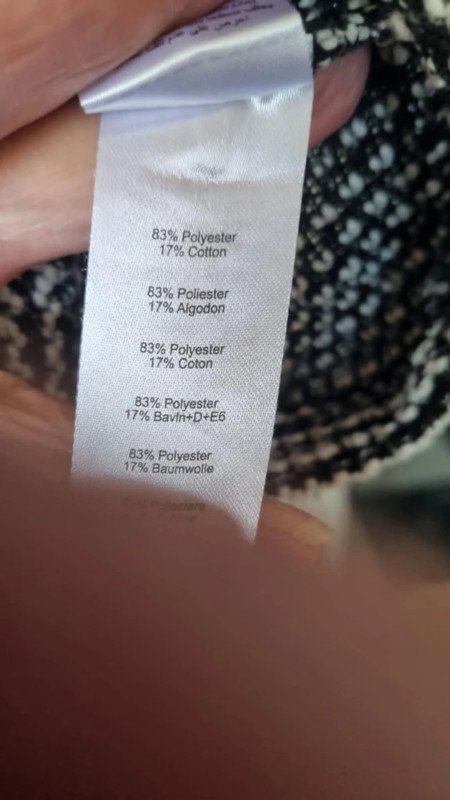 83% Polyester
17% Cotton
83% Poliester
17% Algodon
83% Polyester
17% Coton
83% Polyester
17% Bavln+D+E6
83% Polyester
17% Baumwolle
Poliestere